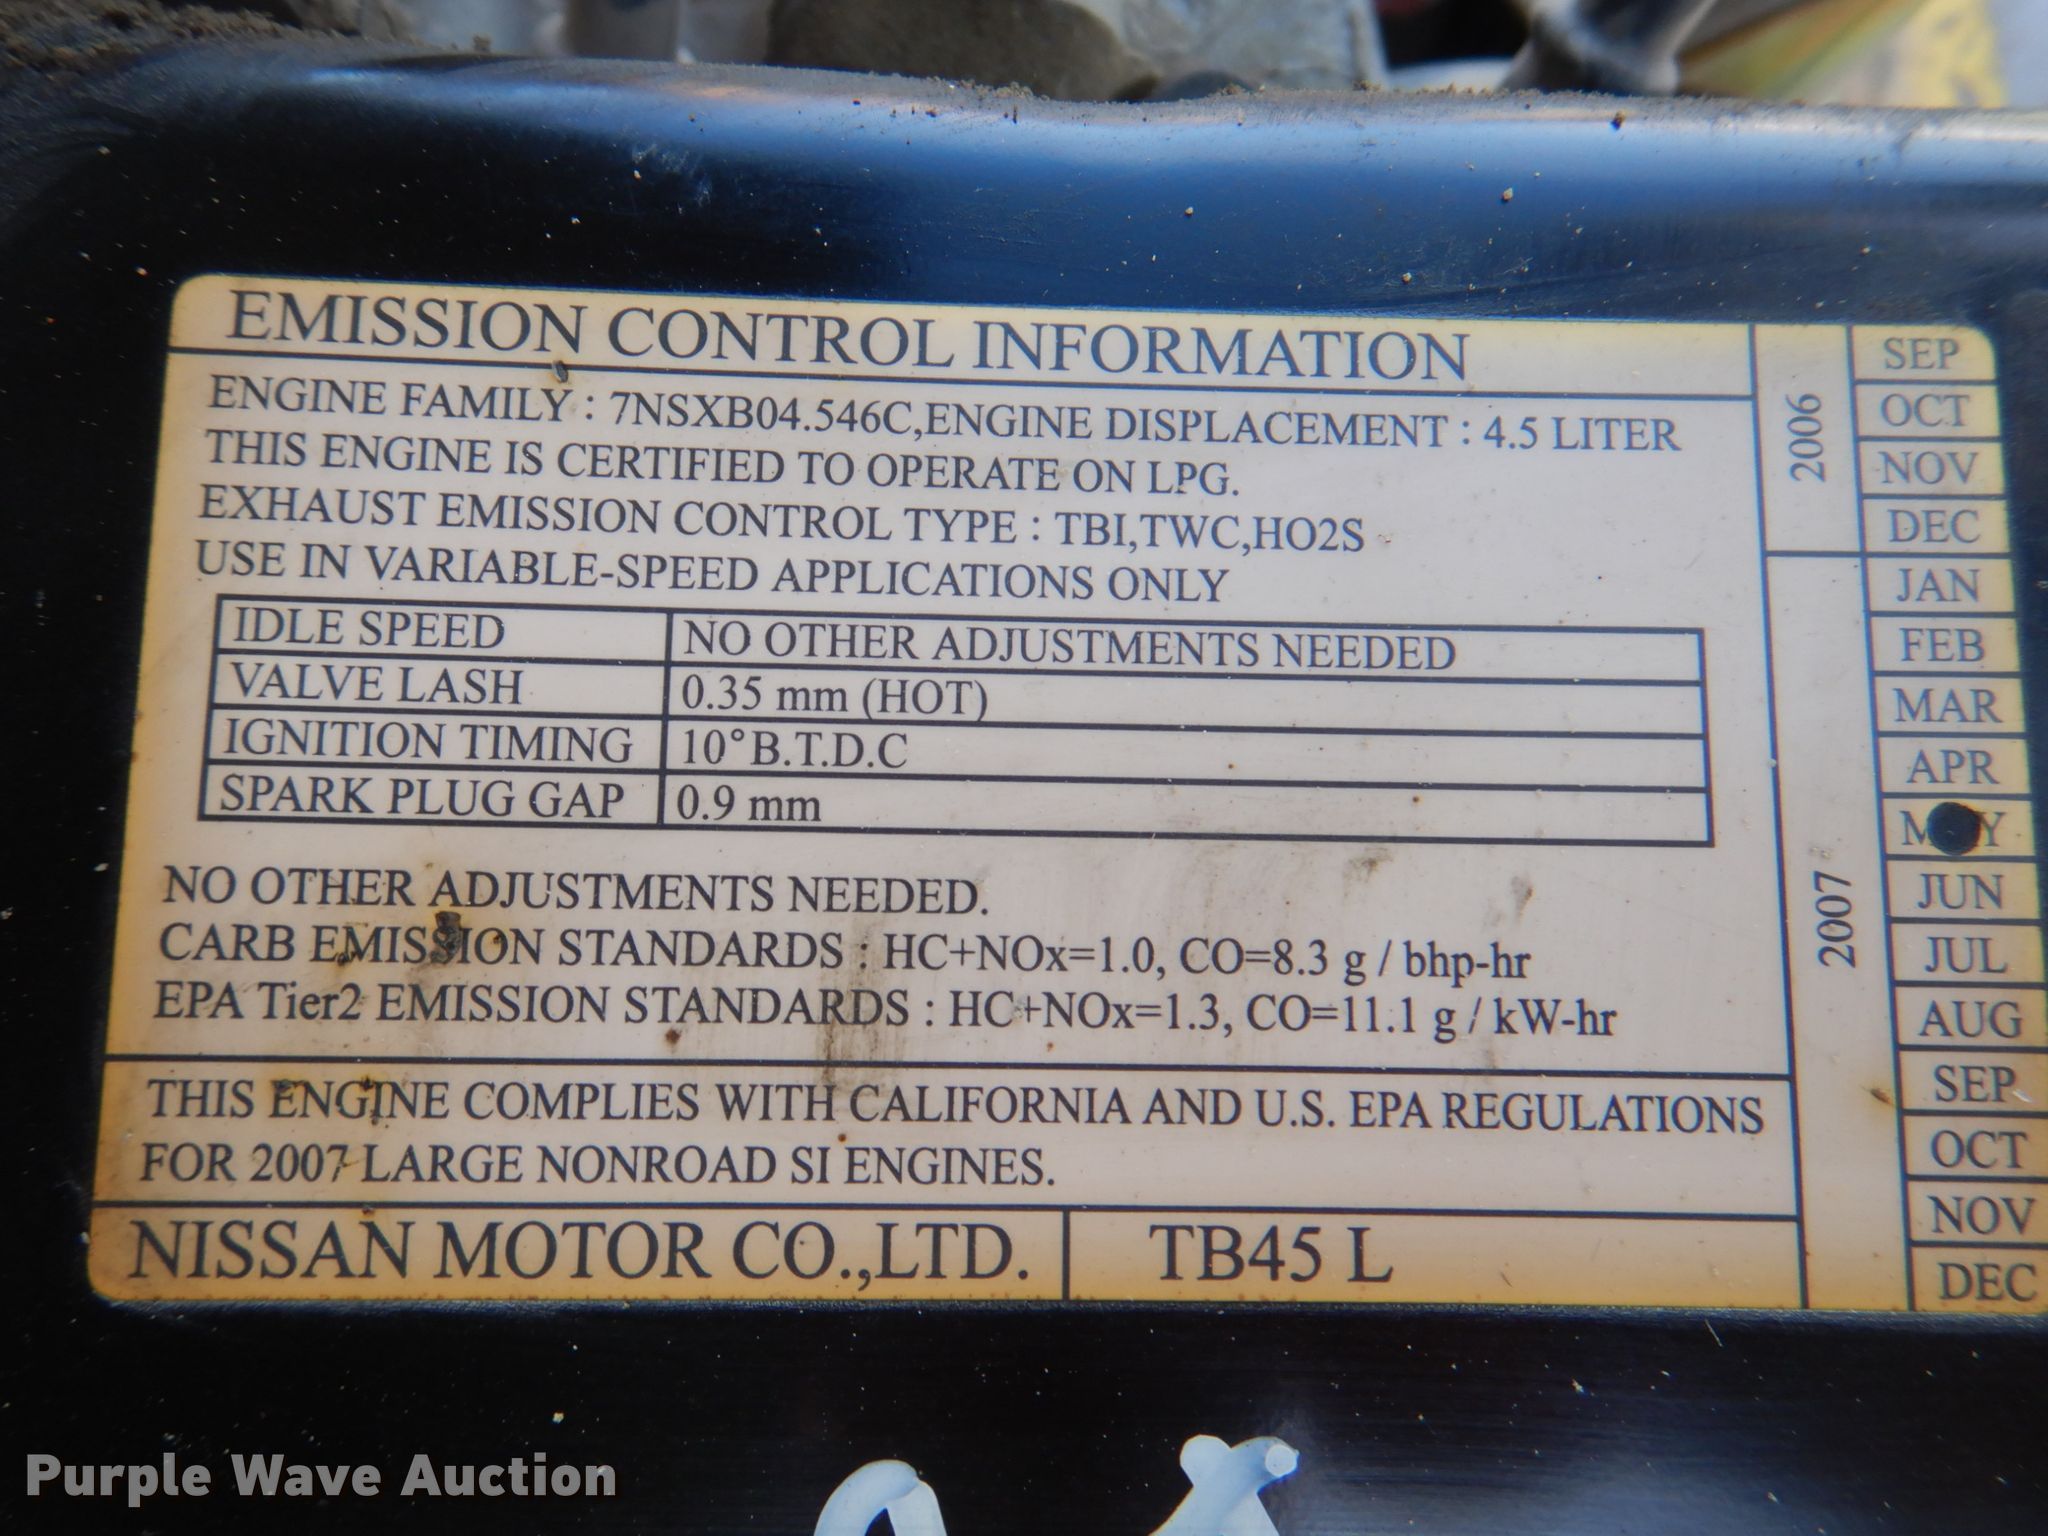 EMISSION CONTROL INFORMATION
ENGINE FAMILY : 7NSXB04.546C,ENGINE DISPLACEMENT : 4.5 LITER
THIS ENGINE IS CERTIFIED TO OPERATE ON LPG.
EXHAUST EMISSION CONTROL TYPE : TBI,TWC,HO2S
USE IN VARIABLE-SPEED APPLICATIONS ONLY
IDLE SPEED NO OTHER ADJUSTMENTS NEEDED
VALVE LASH 0.35 mm (HOT)
IGNITION TIMING 10°B.T.D.C
SPARK PLUG GAP 0.9 mm
NO OTHER ADJUSTMENTS NEEDED.
CARB EMISSION STANDARDS : HC+NOx=1.0, CO=8.3 g / bhp-hr
EPA Tier2 EMISSION STANDARDS : HC+NOx=1.3, CO=11.1 g / kW-hr
THIS ENGINE COMPLIES WITH CALIFORNIA AND U.S. EPA REGULATIONS
FOR 2007 LARGE NONROAD SI ENGINES.
NISSAN MOTOR CO.,LTD. TB45 L
2006
SEP
OCT
NOV
DEC
2007
JAN
FEB
MAR
APR
MAY
JUN
JUL
AUG
SEP
OCT
NOV
DEC
Purple Wave Auction